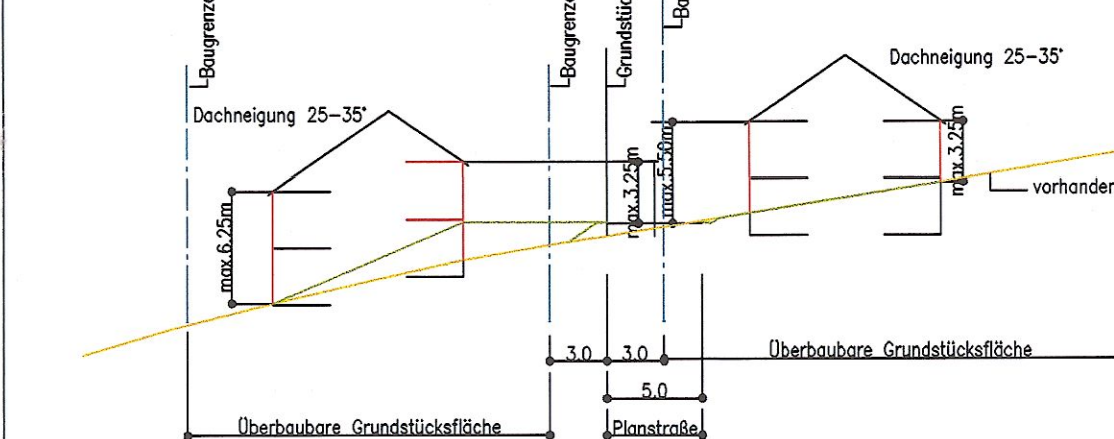 Baugrenze
Baugrenze
Grundstüc
Ba
Dachneigung 25-35°
Dachneigung 25-35°
max.6.25m
max.3.25m
max.5.50m
max.3.25m
vorhanden
3.0
3.0
Überbaubare Grundstücksfläche
5.0
Überbaubare Grundstücksfläche
Planstraße